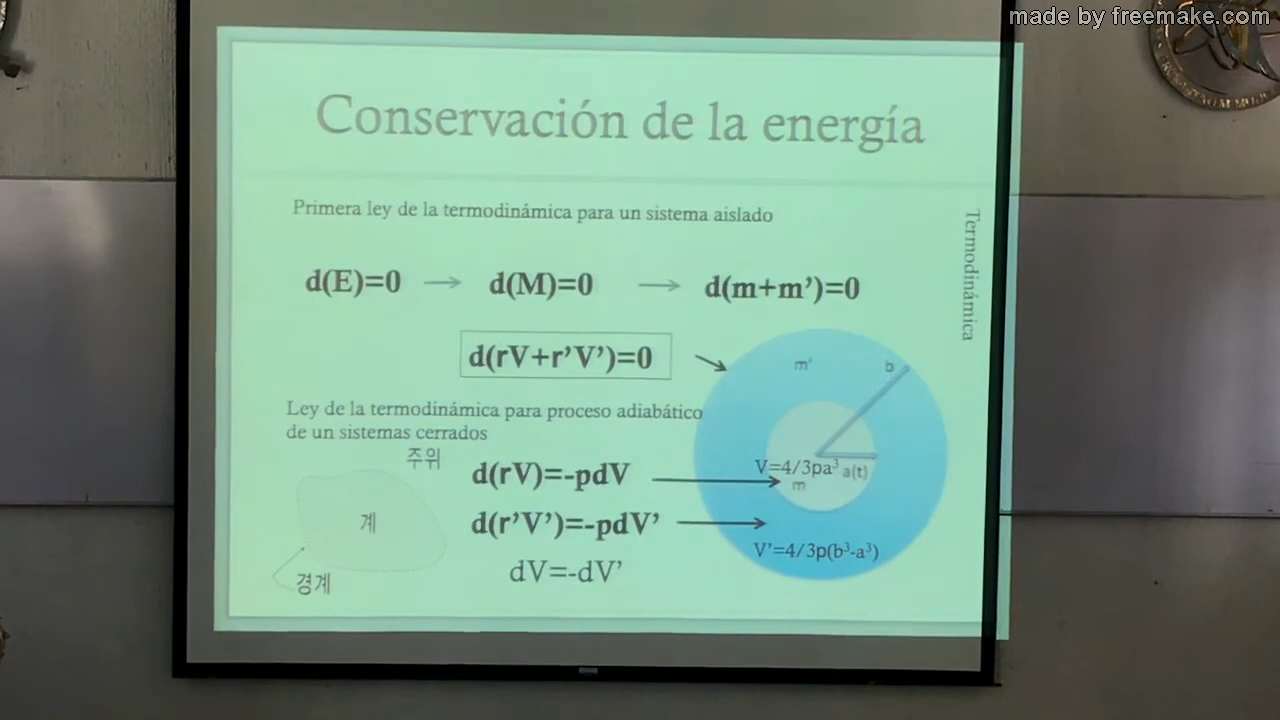 made by freemake.com
Conservación de la energía
Primera ley de la termodinámica para un sistema aislado
Termodinámica
d(E)=0 → d(M)=0 → d(m+m’)=0
d(rV+r’V’)=0
m’
b
Ley de la termodinámica para proceso adiabático
de un sistemas cerrados
주위
d(rV)=-pdV
V=4/3pa³
a(t)
m
계
d(r’V’)=-pdV’
V’=4/3p(b³-a³)
dV=-dV’
경계